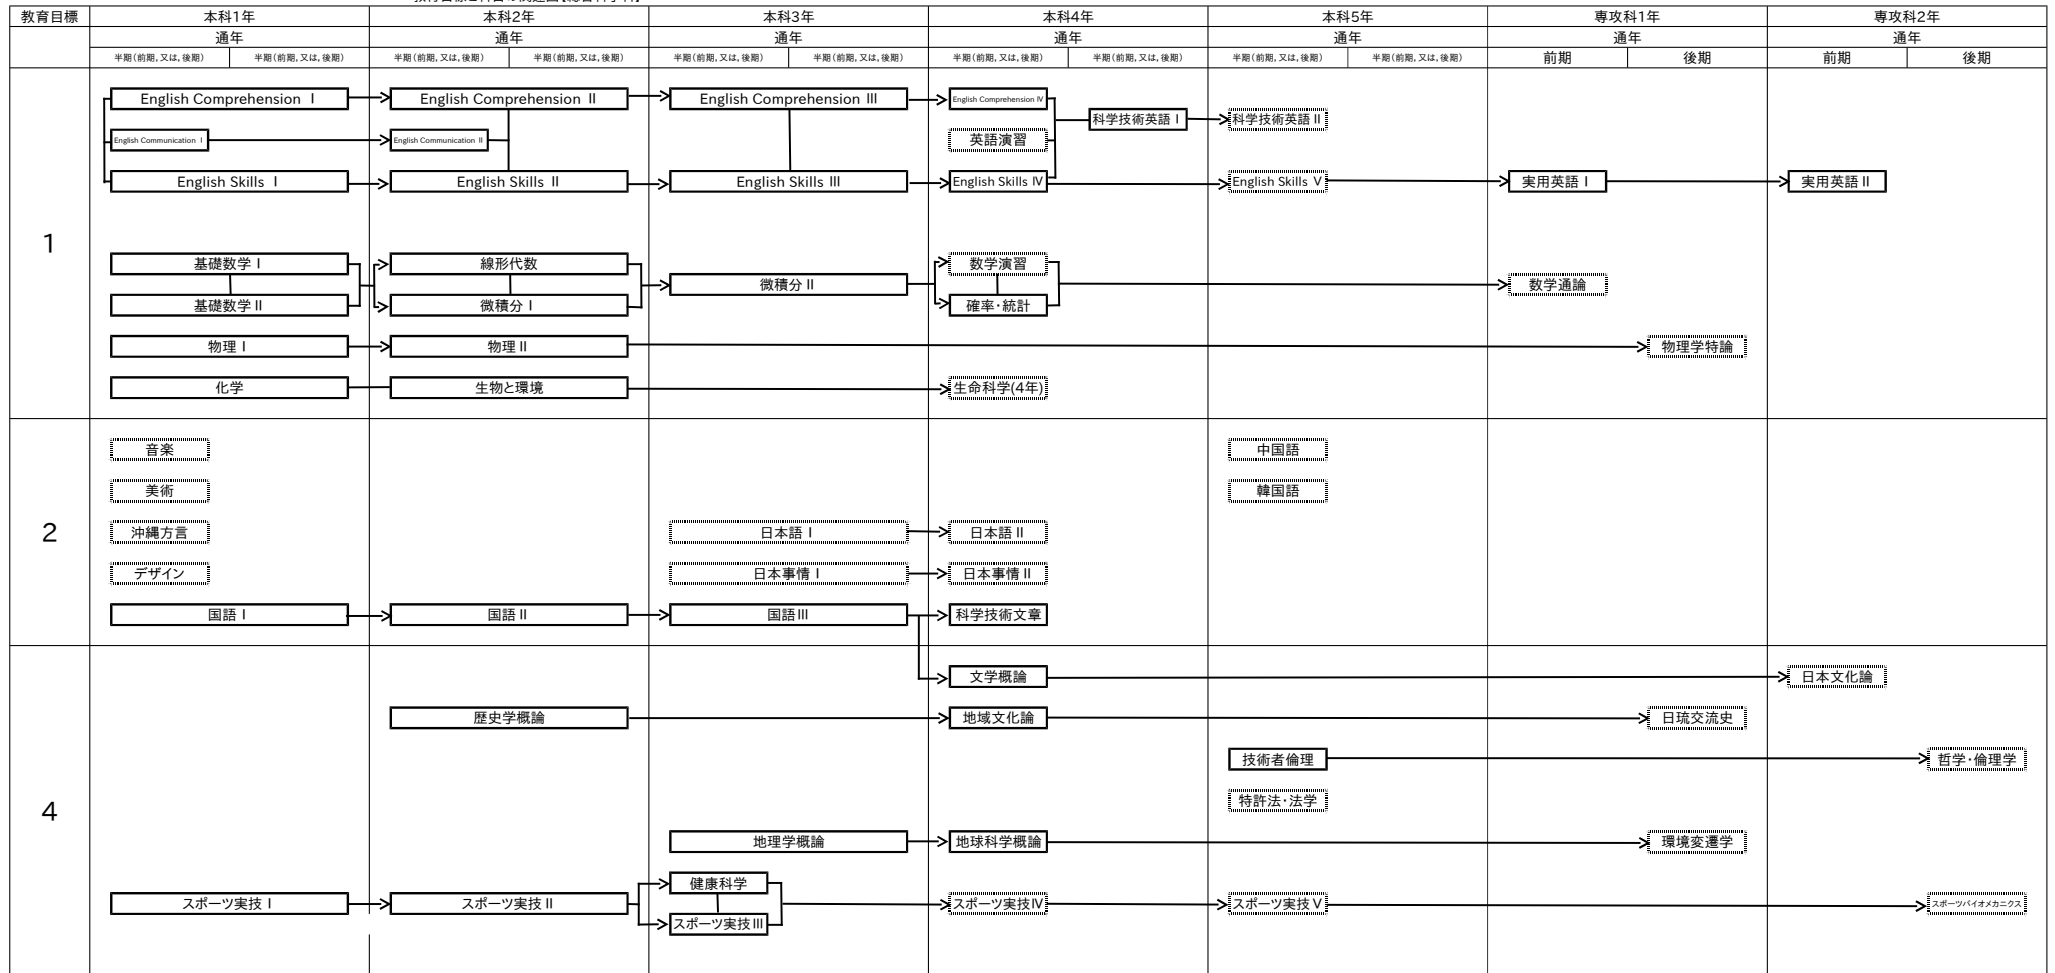 教育目標 本科1年 本科2年 本科3年 本科4年 本科5年 専攻科1年 専攻科2年
通年 通年 通年 通年 通年 通年 通年
半期(前期,又は,後期) 半期(前期,又は,後期) 半期(前期,又は,後期) 半期(前期,又は,後期) 半期(前期,又は,後期) 半期(前期,又は,後期) 半期(前期,又は,後期) 半期(前期,又は,後期) 半期(前期,又は,後期) 半期(前期,又は,後期) 前期 後期 前期 後期
English Comprehension Ⅰ English Comprehension Ⅱ English Comprehension Ⅲ English Comprehension Ⅳ
科学技術英語Ⅰ 科学技術英語Ⅱ
English Communication Ⅰ English Communication Ⅱ 英語演習
English Skills Ⅰ English Skills Ⅱ English Skills Ⅲ English Skills Ⅳ English Skills Ⅴ 実用英語Ⅰ 実用英語Ⅱ
1
基礎数学Ⅰ 線形代数 数学演習
微積分Ⅱ 数学通論
基礎数学Ⅱ 微積分Ⅰ 確率・統計
物理Ⅰ 物理Ⅱ 物理学特論
化学 生物と環境 生命科学(4年)
音楽 中国語
美術 韓国語
2 沖縄方言 日本語Ⅰ 日本語Ⅱ
デザイン 日本事情Ⅰ 日本事情Ⅱ
国語Ⅰ 国語Ⅱ 国語Ⅲ 科学技術文章
文学概論 日本文化論
歴史学概論 地域文化論 日琉交流史
技術者倫理 哲学・倫理学
4 特許法・法学
地理学概論 地球科学概論 環境変遷学
健康科学
スポーツ実技Ⅰ スポーツ実技Ⅱ スポーツ実技Ⅳ スポーツ実技Ⅴ スポーツバイオメカニクス
スポーツ実技Ⅲ